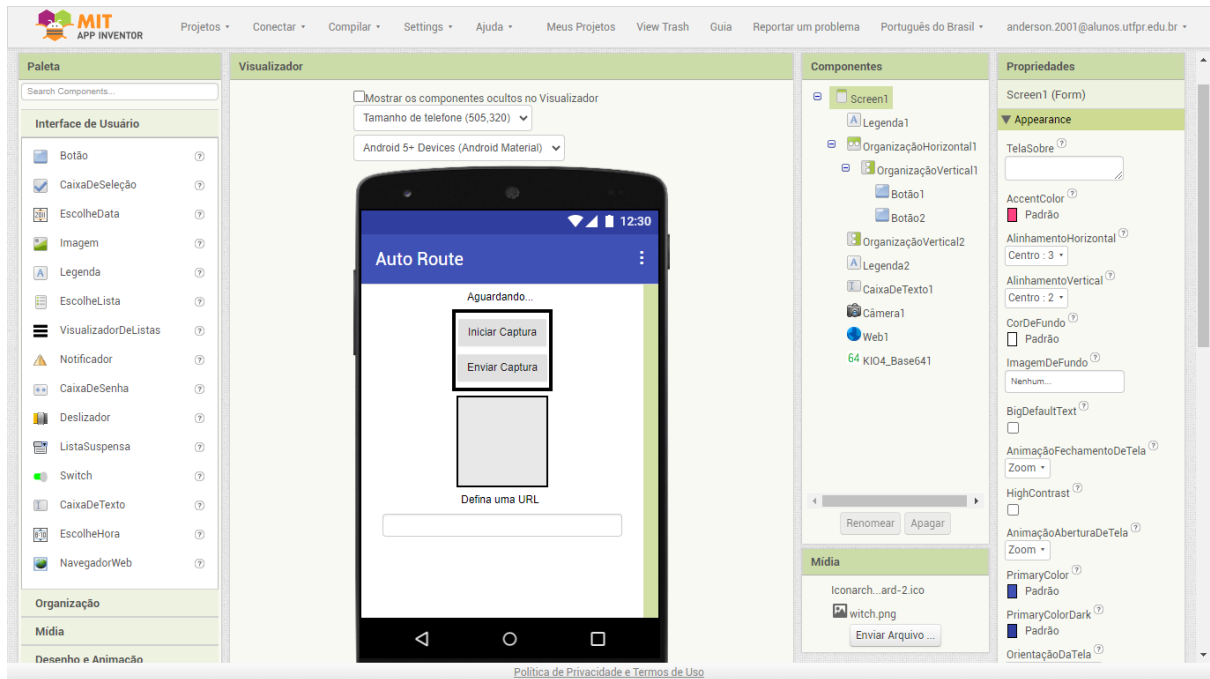 MIT
APP INVENTOR
Projetos
Conectar
Compilar
Settings
Ajuda
Meus Projetos
View Trash
Guia
Reportar um problema
Português do Brasil
anderson.2001@alunos.utfpr.edu.br
Paleta
Search Components...
Interface de Usuário
Botão
CaixaDeSeleção
EscolheData
Imagem
Legenda
EscolheLista
VisualizadorDeListas
Notificador
CaixaDeSenha
Deslizador
ListaSuspensa
Switch
CaixaDeTexto
EscolheHora
NavegadorWeb
Organização
Mídia
Desenho e Animação
Visualizador
Mostrar os componentes ocultos no Visualizador
Tamanho de telefone (505,320)
Android 5+ Devices (Android Material)
12:30
Auto Route
Aguardando...
Iniciar Captura
Enviar Captura
Defina uma URL
Componentes
Screen1
Legenda1
OrganizaçãoHorizontal1
OrganizaçãoVertical1
Botão1
Botão2
OrganizaçãoVertical2
Legenda2
CaixaDeTexto1
Câmera1
Web1
64 KIO4_Base641
Renomear
Apagar
Mídia
Iconarch...ard-2.ico
witch.png
Enviar Arquivo ...
Propriedades
Screen1 (Form)
Appearance
TelaSobre
AccentColor
Padrão
AlinhamentoHorizontal
Centro : 3
AlinhamentoVertical
Centro : 2
CorDeFundo
Padrão
ImagemDeFundo
Nenhum...
BigDefaultText
AnimaçãoFechamentoDeTela
Zoom
HighContrast
AnimaçãoAberturaDeTela
Zoom
PrimaryColor
Padrão
PrimaryColorDark
Padrão
OrientaçãoDaTela
Política de Privacidade e Termos de Uso